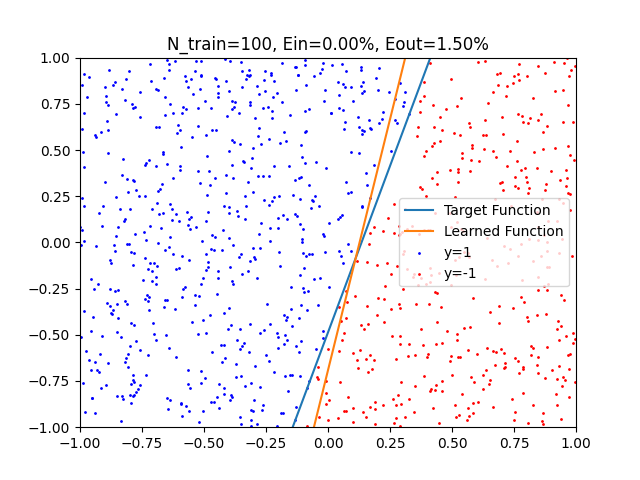 N_train=100, Ein=0.00%, Eout=1.50%
1.00
0.75
0.50
0.25
0.00
−0.25
−0.50
−0.75
−1.00
Target Function
Learned Function
y=1
y=-1
−1.00 −0.75 −0.50 −0.25 0.00 0.25 0.50 0.75 1.00